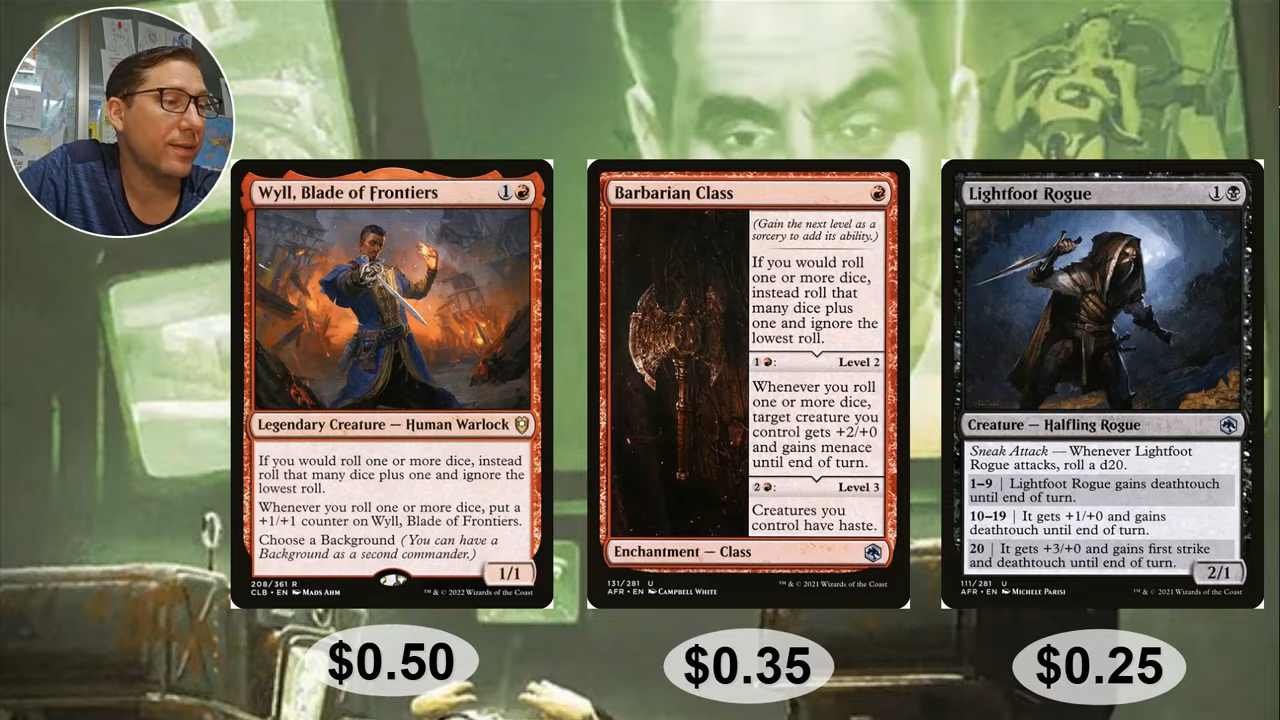 Wyll, Blade of Frontiers 1
Legendary Creature — Human Warlock
If you would roll one or more dice, instead
roll that many dice plus one and ignore the
lowest roll.
Whenever you roll one or more dice, put a
+1/+1 counter on Wyll, Blade of Frontiers.
Choose a Background (You can have a
Background as a second commander.)
1/1
208/361 R
CLB • EN Mads Ahm
™ & © 2022 Wizards of the Coast
$0.50
Barbarian Class
(Gain the next level as a
sorcery to add its ability.)
If you would roll
one or more dice,
instead roll that
many dice plus
one and ignore the
lowest roll.
1 : Level 2
Whenever you roll
one or more dice,
target creature you
control gets +2/+0
and gains menace
until end of turn.
2 : Level 3
Creatures you
control have haste.
Enchantment — Class
131/281 U
AFR • EN Campbell White
™ & © 2021 Wizards of the Coast
$0.35
Lightfoot Rogue 1
Creature — Halfling Rogue
Sneak Attack — Whenever Lightfoot
Rogue attacks, roll a d20.
1–9 | Lightfoot Rogue gains deathtouch
until end of turn.
10–19 | It gets +1/+0 and gains
deathtouch until end of turn.
20 | It gets +3/+0 and gains first strike
and deathtouch until end of turn.
2/1
111/281 U
AFR • EN Michele Parisi
™ & © 2021 Wizards of the Coast
$0.25